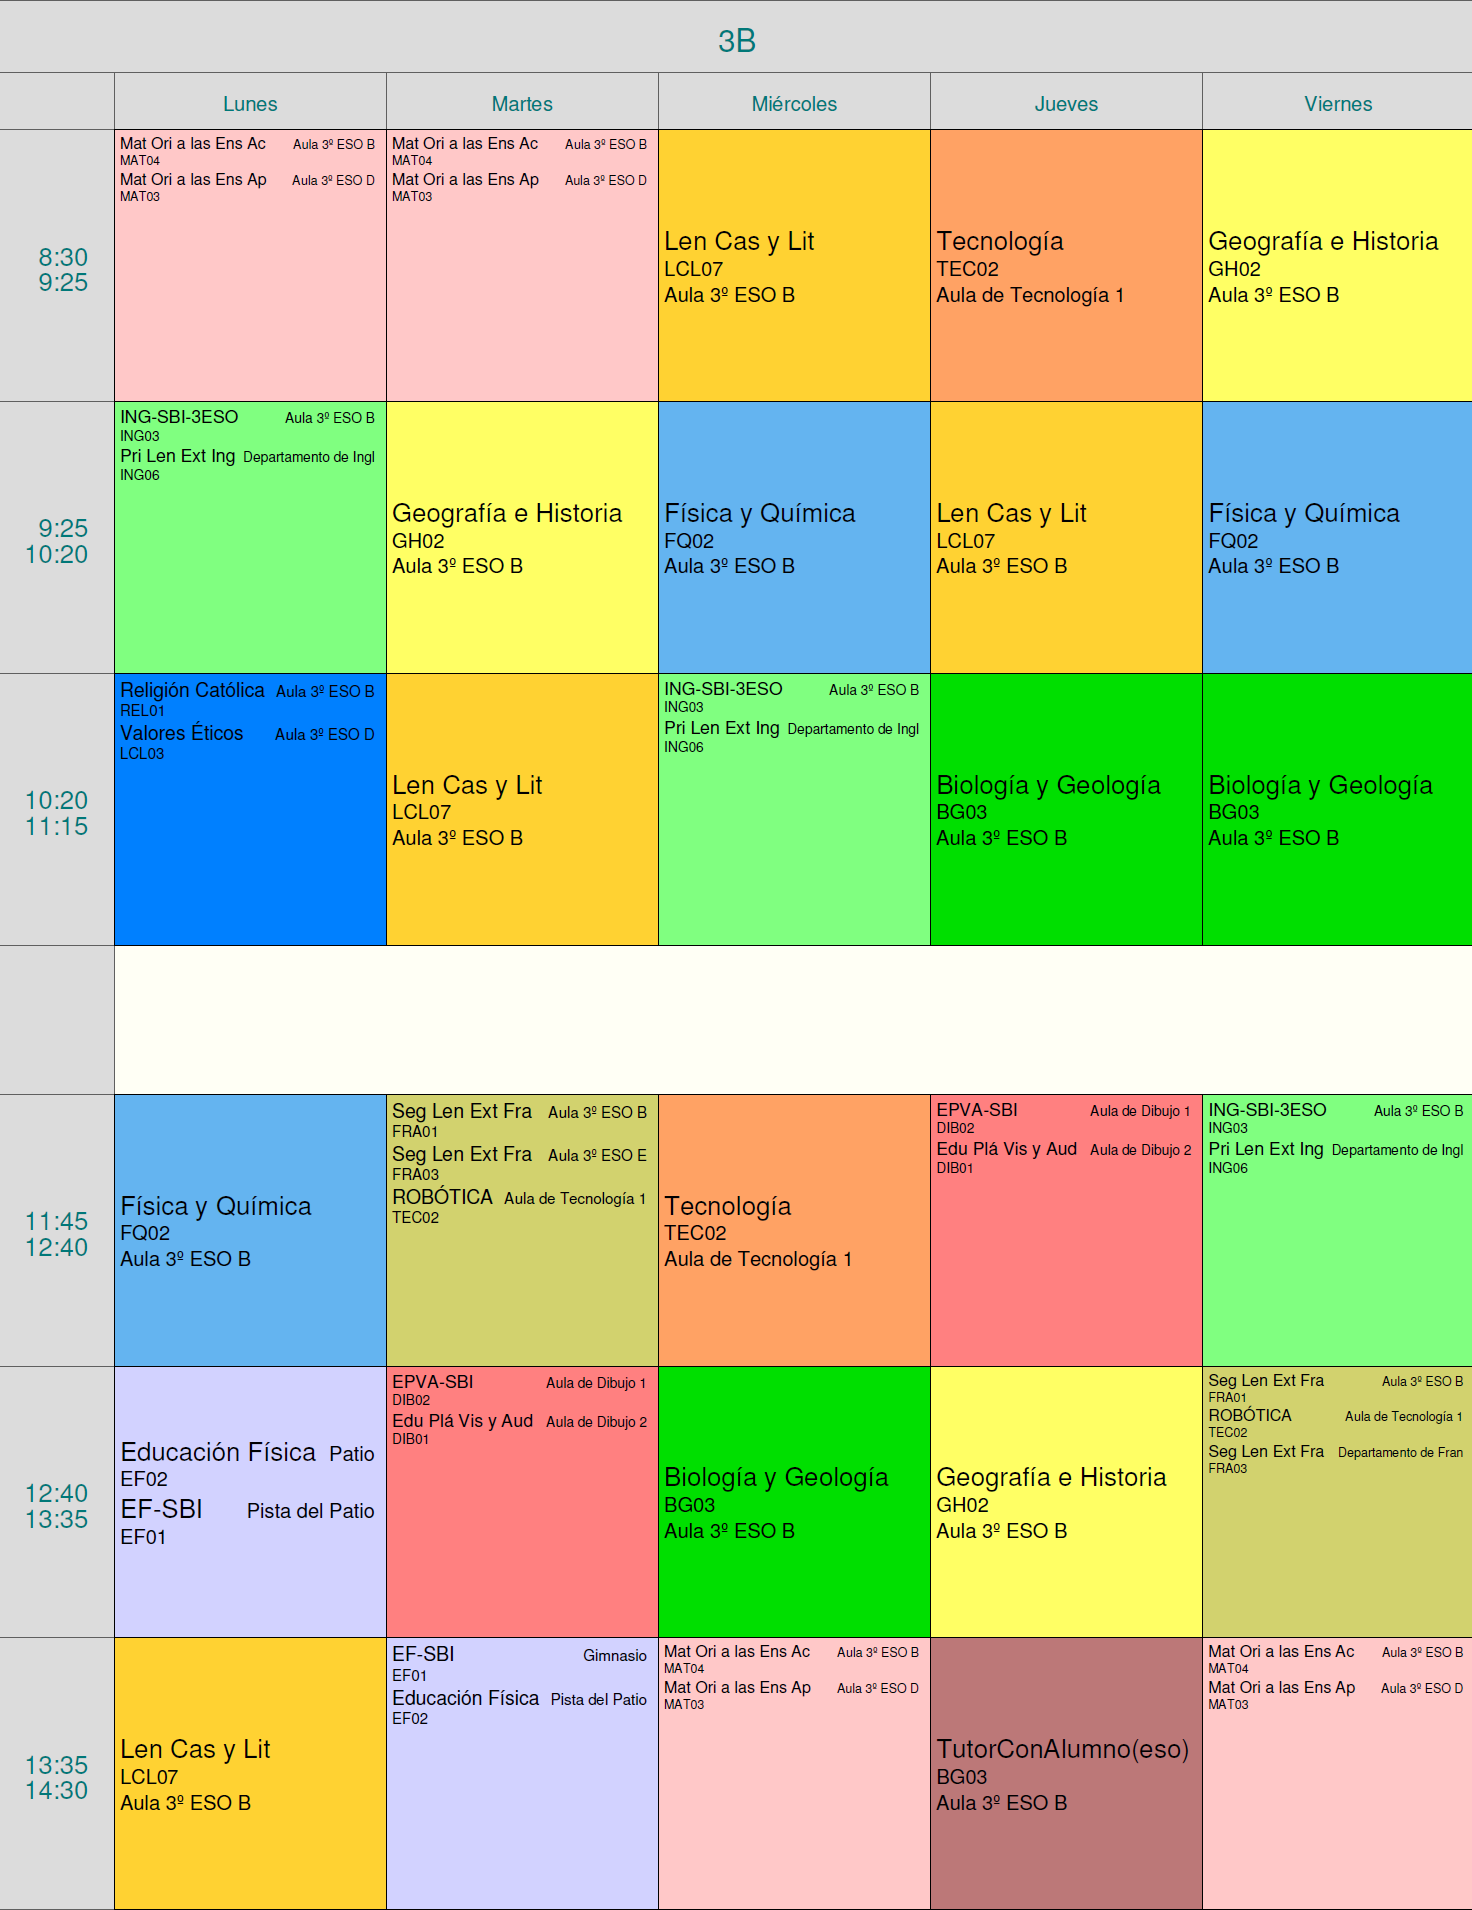 3B
Lunes
Martes
Miércoles
Jueves
Viernes
8:30
9:25
Mat Ori a las Ens Ac Aula 3º ESO B
MAT04
Mat Ori a las Ens Ap Aula 3º ESO D
MAT03
Mat Ori a las Ens Ac Aula 3º ESO B
MAT04
Mat Ori a las Ens Ap Aula 3º ESO D
MAT03
Len Cas y Lit
LCL07
Aula 3º ESO B
Tecnología
TEC02
Aula de Tecnología 1
Geografía e Historia
GH02
Aula 3º ESO B
9:25
10:20
ING-SBI-3ESO Aula 3º ESO B
ING03
Pri Len Ext Ing Departamento de Ingl
ING06
Geografía e Historia
GH02
Aula 3º ESO B
Física y Química
FQ02
Aula 3º ESO B
Len Cas y Lit
LCL07
Aula 3º ESO B
Física y Química
FQ02
Aula 3º ESO B
10:20
11:15
Religión Católica Aula 3º ESO B
REL01
Valores Éticos Aula 3º ESO D
LCL03
Len Cas y Lit
LCL07
Aula 3º ESO B
ING-SBI-3ESO Aula 3º ESO B
ING03
Pri Len Ext Ing Departamento de Ingl
ING06
Biología y Geología
BG03
Aula 3º ESO B
Biología y Geología
BG03
Aula 3º ESO B
11:45
12:40
Física y Química
FQ02
Aula 3º ESO B
Seg Len Ext Fra Aula 3º ESO B
FRA01
Seg Len Ext Fra Aula 3º ESO E
FRA03
ROBÓTICA Aula de Tecnología 1
TEC02
Tecnología
TEC02
Aula de Tecnología 1
EPVA-SBI Aula de Dibujo 1
DIB02
Edu Plá Vis y Aud Aula de Dibujo 2
DIB01
ING-SBI-3ESO Aula 3º ESO B
ING03
Pri Len Ext Ing Departamento de Ingl
ING06
12:40
13:35
Educación Física Patio
EF02
EF-SBI Pista del Patio
EF01
EPVA-SBI Aula de Dibujo 1
DIB02
Edu Plá Vis y Aud Aula de Dibujo 2
DIB01
Biología y Geología
BG03
Aula 3º ESO B
Geografía e Historia
GH02
Aula 3º ESO B
Seg Len Ext Fra Aula 3º ESO B
FRA01
ROBÓTICA Aula de Tecnología 1
TEC02
Seg Len Ext Fra Departamento de Fran
FRA03
13:35
14:30
Len Cas y Lit
LCL07
Aula 3º ESO B
EF-SBI Gimnasio
EF01
Educación Física Pista del Patio
EF02
Mat Ori a las Ens Ac Aula 3º ESO B
MAT04
Mat Ori a las Ens Ap Aula 3º ESO D
MAT03
TutorConAlumno(eso)
BG03
Aula 3º ESO B
Mat Ori a las Ens Ac Aula 3º ESO B
MAT04
Mat Ori a las Ens Ap Aula 3º ESO D
MAT03